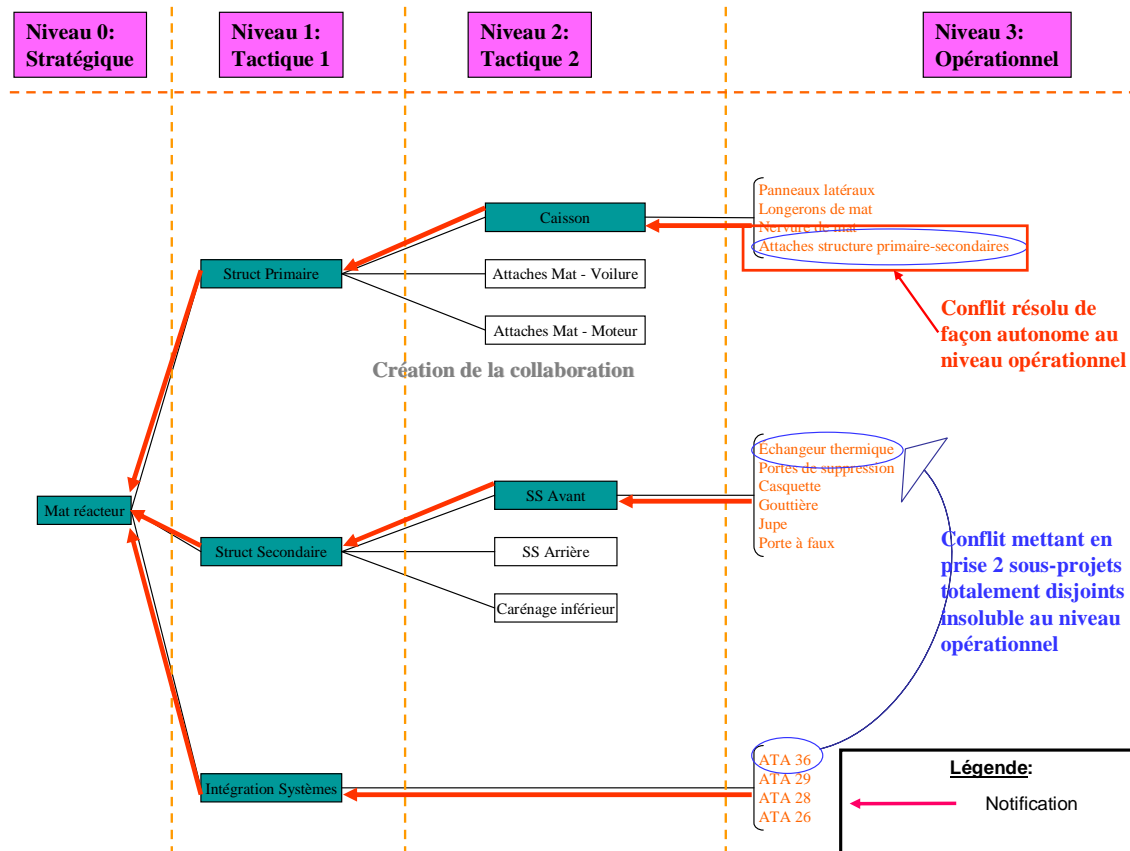 Niveau 0:
Stratégique
Niveau 1:
Tactique 1
Niveau 2:
Tactique 2
Niveau 3:
Opérationnel
Panneaux latéraux
Longerons de mat
Nervure de mat
Attaches structure primaire-secondaires
Caisson
Struct Primaire
Attaches Mat - Voilure
Attaches Mat - Moteur
Conflit résolu de
façon autonome au
niveau opérationnel
Création de la collaboration
Echangeur thermique
Portes de suppression
Casquette
Gouttière
Jupe
Porte à faux
SS Avant
Mat réacteur
Struct Secondaire
SS Arrière
Carénage inférieur
Conflit mettant en
prise 2 sous-projets
totalement disjoints
insoluble au niveau
opérationnel
ATA 36
ATA 29
ATA 28
ATA 26
Intégration Systèmes
Légende:
Notification